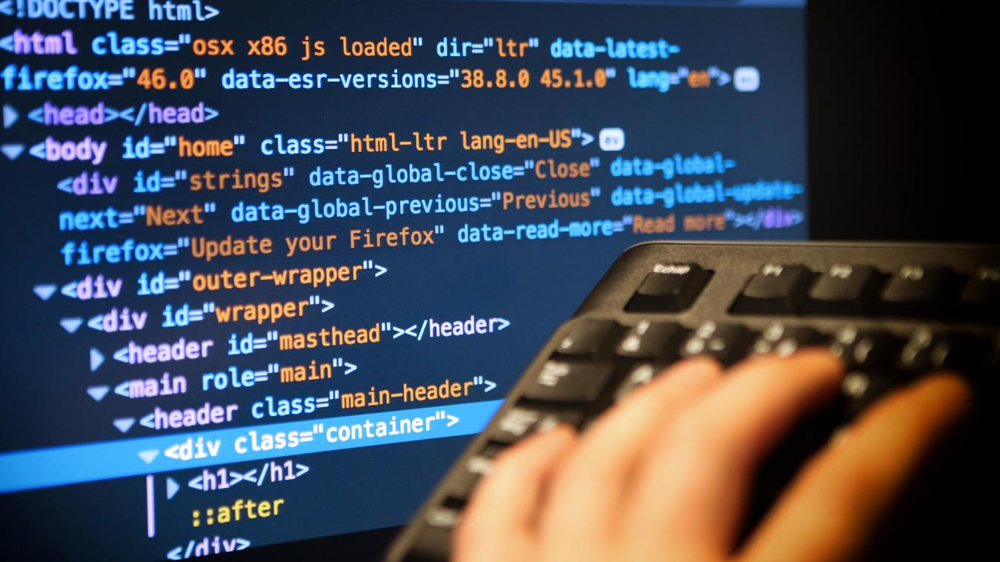 <!DOCTYPE html>
<html class="osx x86 js loaded" dir="ltr" data-latest-
firefox="46.0" data-esr-versions="38.8.0 45.1.0" lang="en"> ev
<head></head>
<body id="home" class="html-ltr lang-en-US"> ev
<div id="strings" data-global-close="Close" data-global-
next="Next" data-global-previous="Previous" data-global-update-
firefox="Update your Firefox" data-read-more="Read more"></div>
<div id="outer-wrapper">
<div id="wrapper">
<header id="masthead"></header>
<main role="main">
<header class="main-header">
<div class="container">
<h1></h1>
::after
</div>
Echap F1 F2 F3